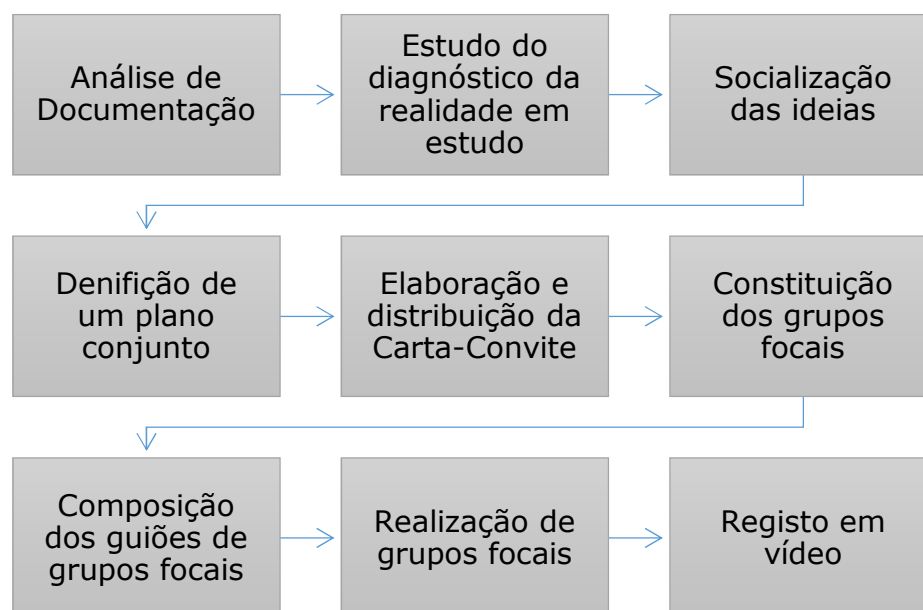 Análise de
Documentação
Estudo do
diagnóstico da
realidade em
estudo
Socialização
das ideias
Denifição de
um plano
conjunto
Elaboração e
distribuição da
Carta-Convite
Constituição
dos grupos
focais
Composição
dos guiões de
grupos focais
Realização de
grupos focais
Registo em
vídeo